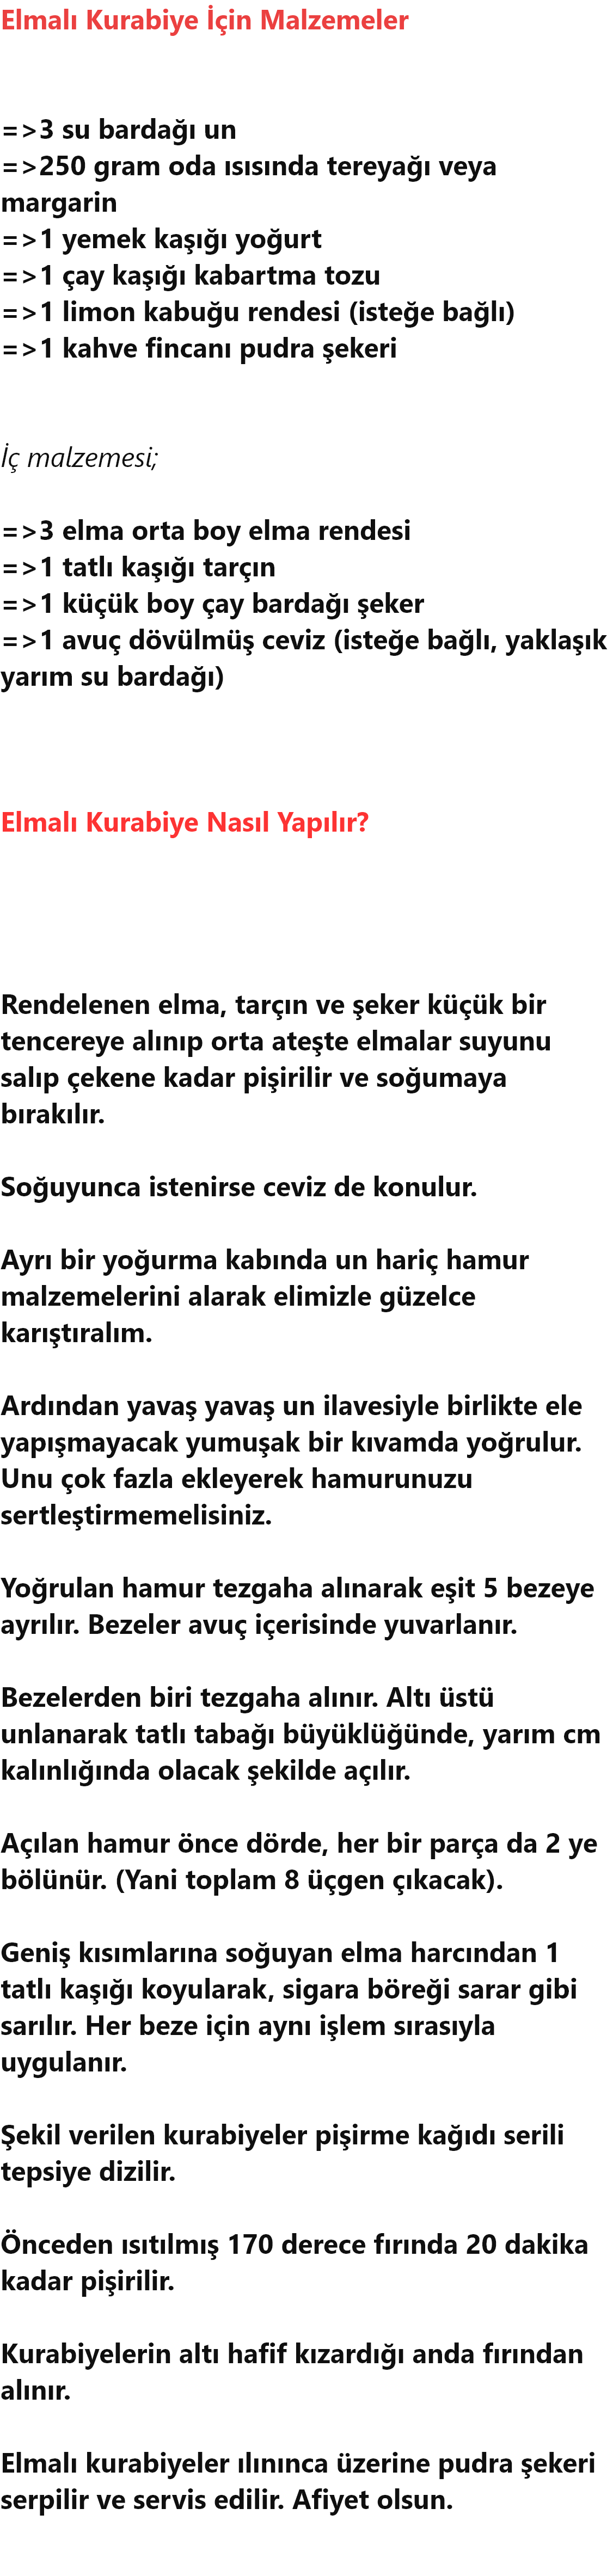 Elmalı Kurabiye İçin Malzemeler
=>3 su bardağı un
=>250 gram oda ısısında tereyağı veya
margarin
=>1 yemek kaşığı yoğurt
=>1 çay kaşığı kabartma tozu
=>1 limon kabuğu rendesi (isteğe bağlı)
=>1 kahve fincanı pudra şekeri
İç malzemesi;
=>3 elma orta boy elma rendesi
=>1 tatlı kaşığı tarçın
=>1 küçük boy çay bardağı şeker
=>1 avuç dövülmüş ceviz (isteğe bağlı, yaklaşık
yarım su bardağı)
Elmalı Kurabiye Nasıl Yapılır?
Rendelenen elma, tarçın ve şeker küçük bir
tencereye alınıp orta ateşte elmalar suyunu
salıp çekene kadar pişirilir ve soğumaya
bırakılır.
Soğuyunca istenirse ceviz de konulur.
Ayrı bir yoğurma kabında un hariç hamur
malzemelerini alarak elimizle güzelce
karıştıralım.
Ardından yavaş yavaş un ilavesiyle birlikte ele
yapışmayacak yumuşak bir kıvamda yoğrulur.
Unu çok fazla ekleyerek hamurunuzu
sertleştirmemelisiniz.
Yoğrulan hamur tezgaha alınarak eşit 5 bezeye
ayrılır. Bezeler avuç içerisinde yuvarlanır.
Bezelerden biri tezgaha alınır. Altı üstü
unlanarak tatlı tabağı büyüklüğünde, yarım cm
kalınlığında olacak şekilde açılır.
Açılan hamur önce dörde, her bir parça da 2 ye
bölünür. (Yani toplam 8 üçgen çıkacak).
Geniş kısımlarına soğuyan elma harcından 1
tatlı kaşığı koyularak, sigara böreği sarar gibi
sarılır. Her beze için aynı işlem sırasıyla
uygulanır.
Şekil verilen kurabiyeler pişirme kağıdı serili
tepsiye dizilir.
Önceden ısıtılmış 170 derece fırında 20 dakika
kadar pişirilir.
Kurabiyelerin altı hafif kızardığı anda fırından
alınır.
Elmalı kurabiyeler ılınınca üzerine pudra şekeri
serpilir ve servis edilir. Afiyet olsun.